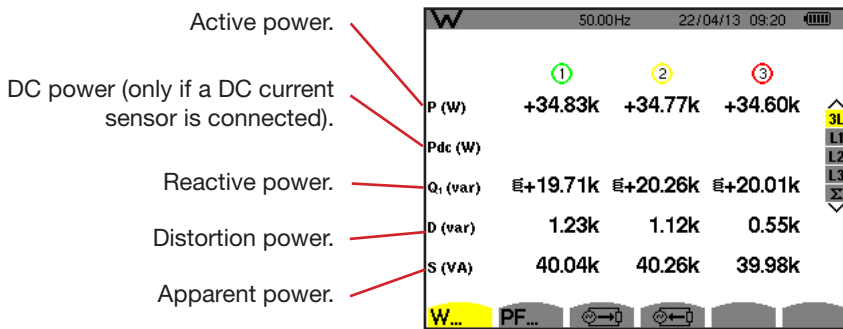 Active power.
DC power (only if a DC current
sensor is connected).
Reactive power.
Distortion power.
Apparent power.
W 50.00Hz 22/04/13 09:20
1 2 3
P (W) +34.83k +34.77k +34.60k
Pdc (W)
Q₁ (var) +19.71k +20.26k +20.01k
D (var) 1.23k 1.12k 0.55k
S (VA) 40.04k 40.26k 39.98k
3L
L1
L2
L3
Σ
W... PF...